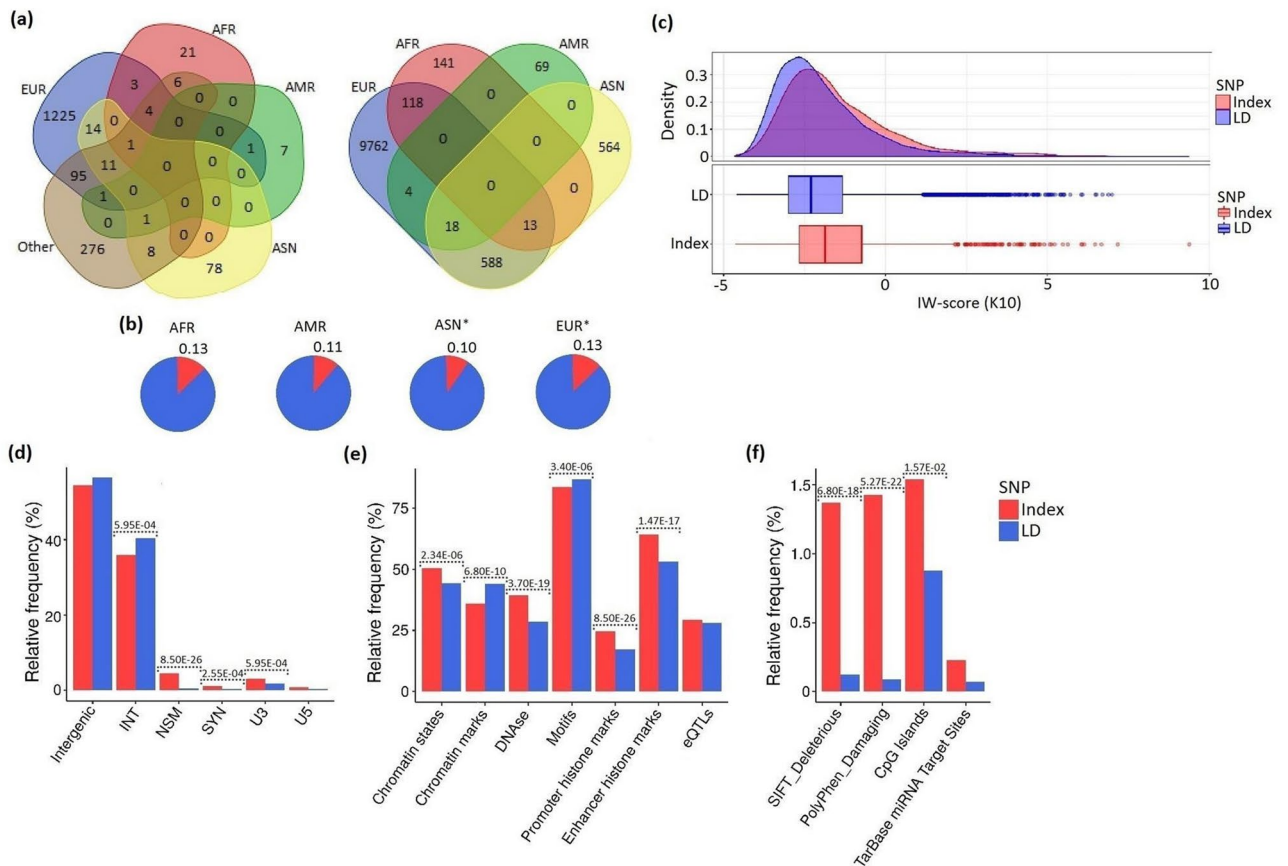 (a)
AFR
21
EUR
3
6
0
0
AMR
1225
4
14
0
0
0
1
0
1
7
11
0
0
0
95
1
0
0
0
0
0
1
Other
276
8
0
0
78
ASN
AFR
AMR
141
69
EUR
118
0
0
ASN
9762
0
0
564
4
0
0
18
13
588
(c)
Density
0.3
0.2
0.1
0
SNP
Index
LD
LD
Index
SNP
Index
LD
-5
0
5
10
IW-score (K10)
(b)
AFR
0.13
AMR
0.11
ASN*
0.10
EUR*
0.13
(d)
Relative frequency (%)
40
20
0
5.95E-04
8.50E-26
2.55E-04
5.95E-04
Intergenic
INT
NSM
SYN
U3
U5
(e)
Relative frequency (%)
75
50
25
0
2.34E-06
6.80E-10
3.70E-19
3.40E-06
8.50E-26
1.47E-17
Chromatin states
Chromatin marks
DNAse
Motifs
Promoter histone marks
Enhancer histone marks
eQTLs
(f)
Relative frequency (%)
1.5
1.0
0.5
0
6.80E-18
5.27E-22
1.57E-02
SIFT_Deleterious
PolyPhen_Damaging
CpG Islands
TarBase miRNA Target Sites
SNP
Index
LD